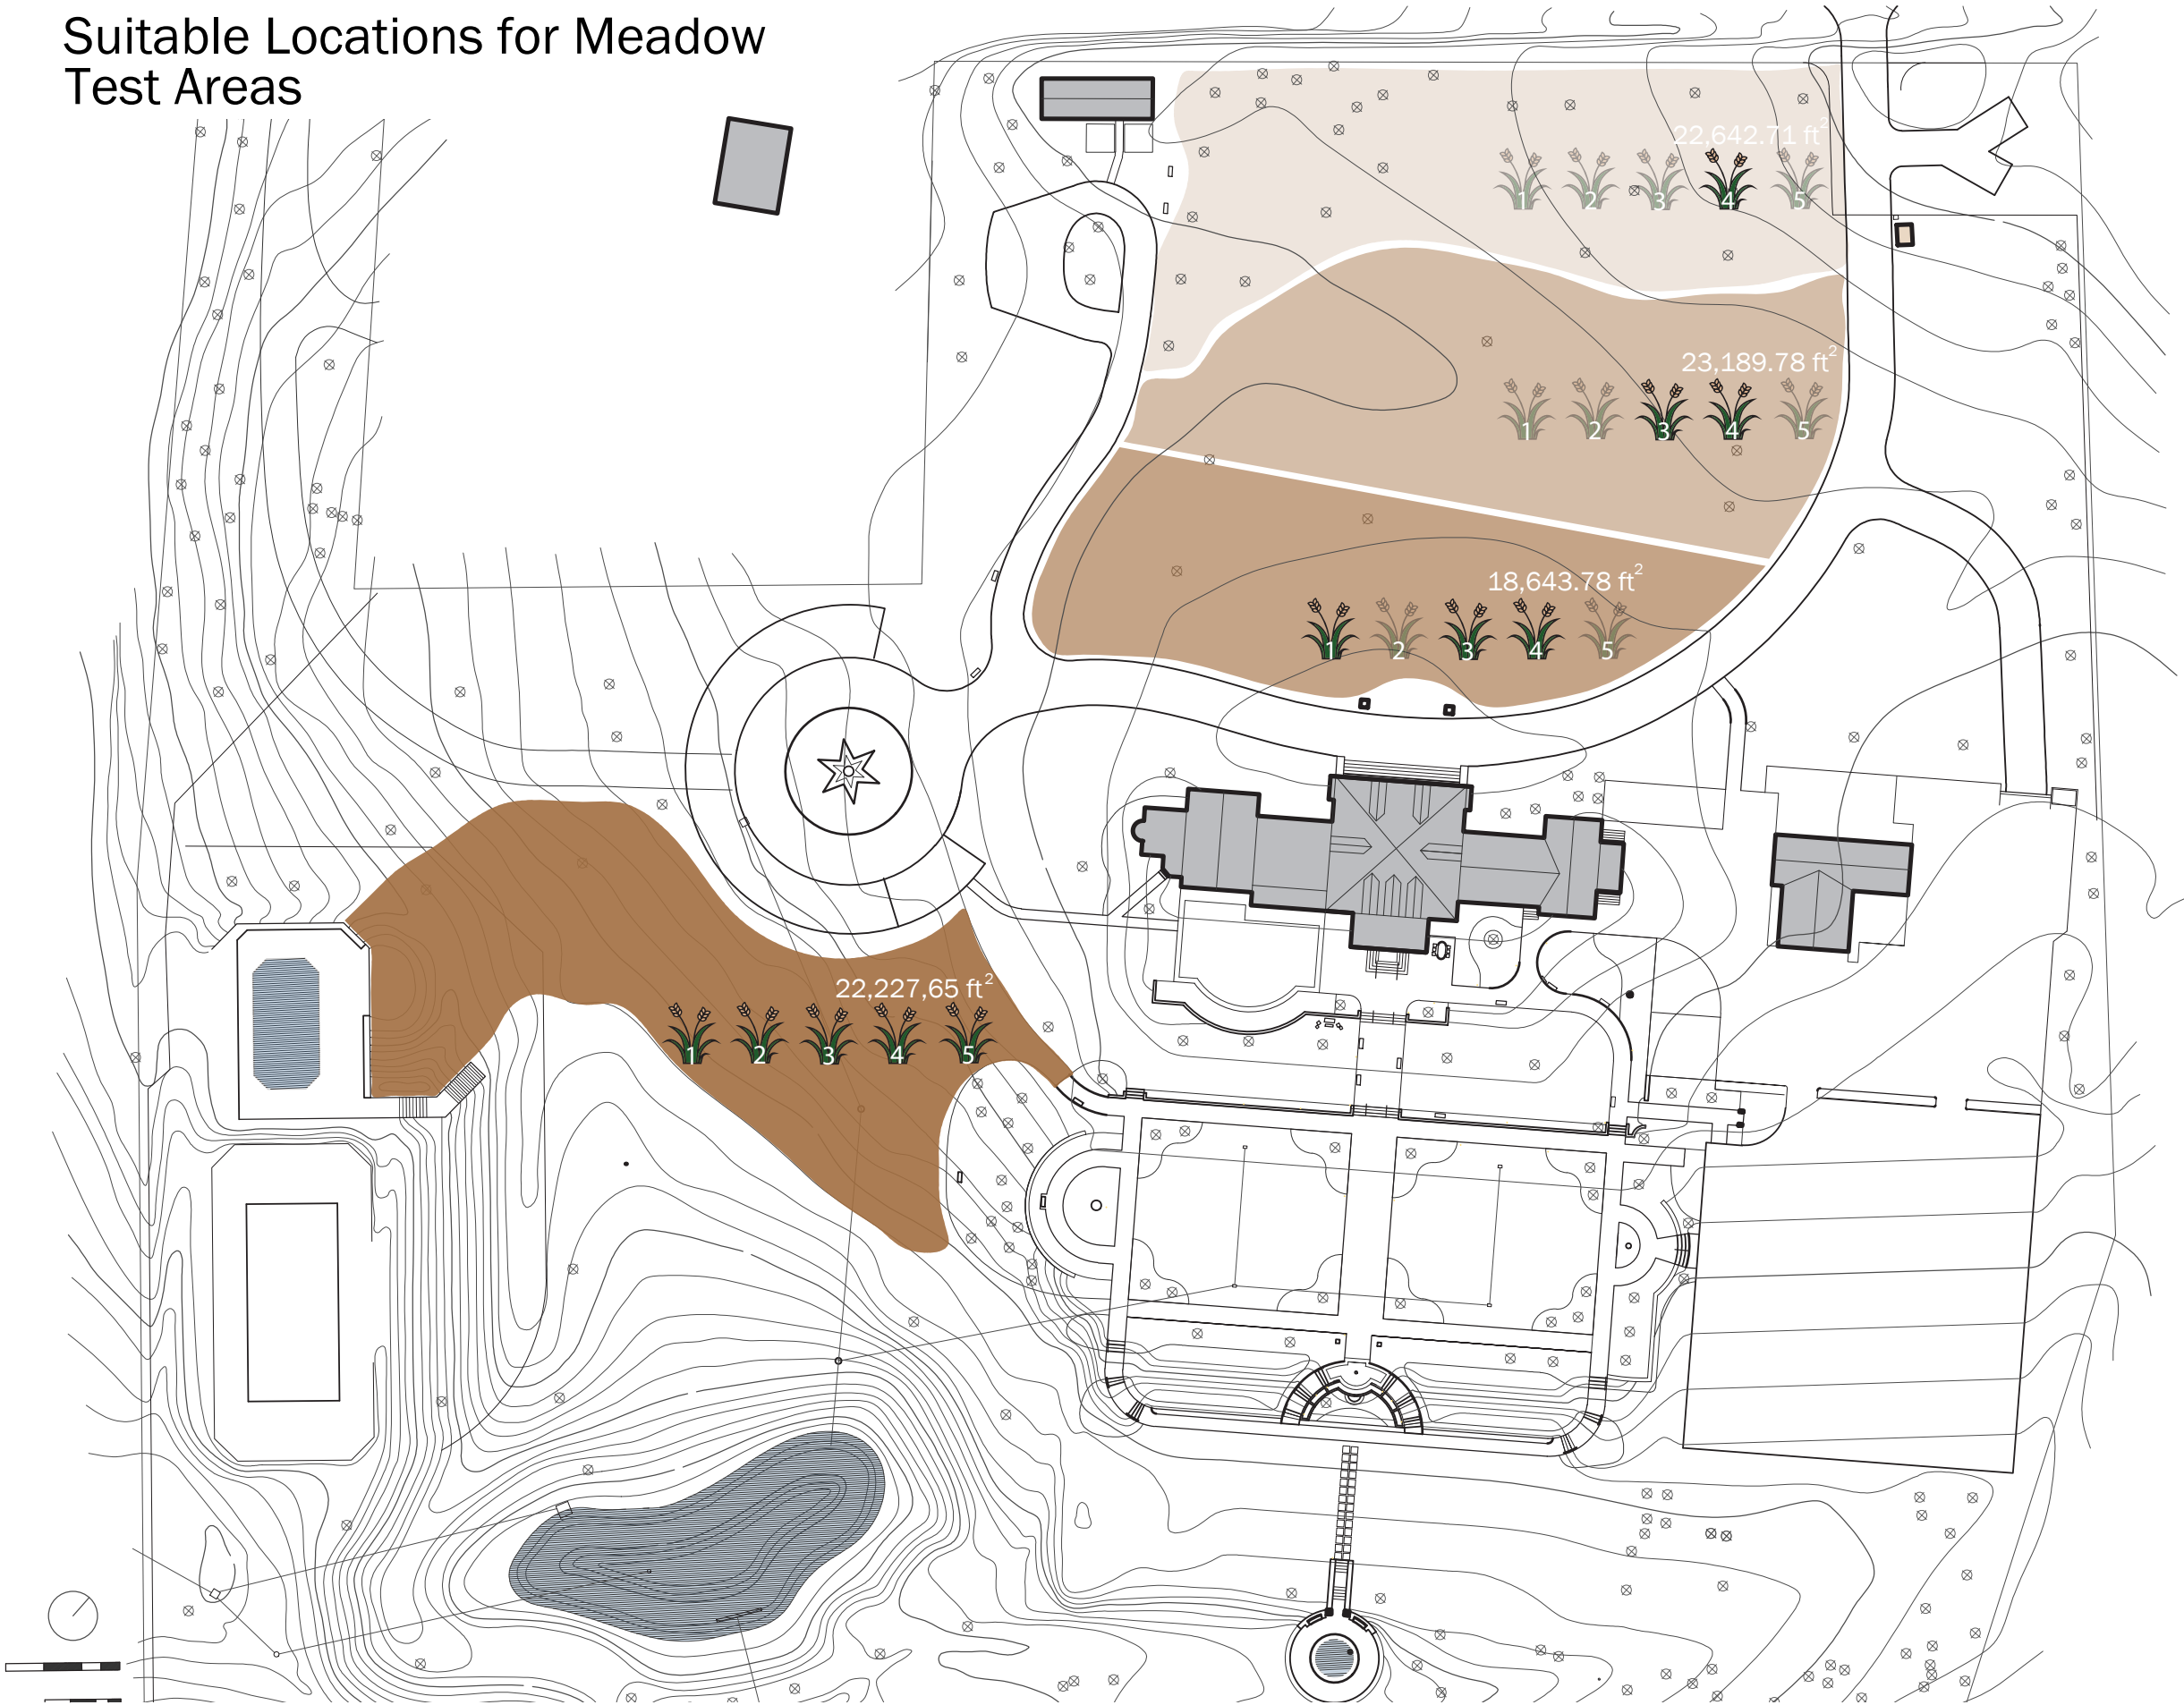 Suitable Locations for Meadow
Test Areas
22,642.71 ft²
1 2 3 4 5
23,189.78 ft²
1 2 3 4 5
18,643.78 ft²
1 2 3 4 5
22,227,65 ft²
1 2 3 4 5